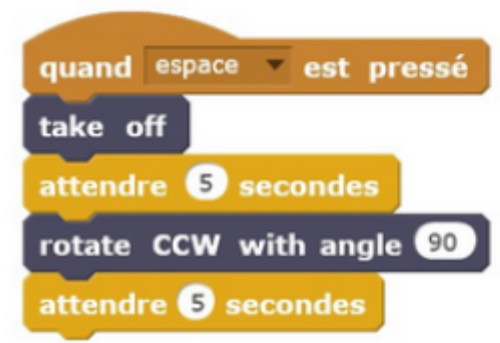 quand espace est pressé
take off
attendre 5 secondes
rotate CCW with angle 90
attendre 5 secondes